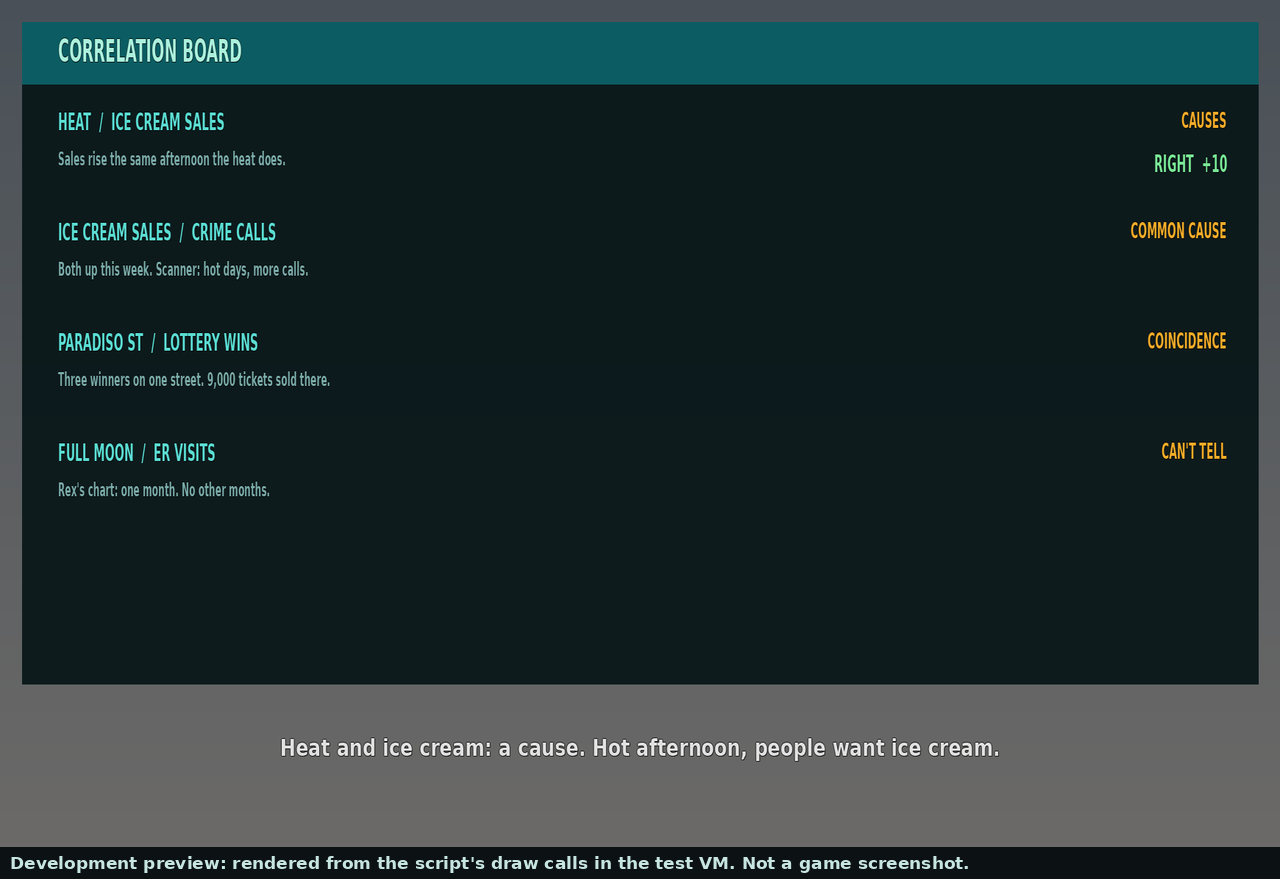 CORRELATION BOARD
HEAT / ICE CREAM SALES
CAUSES
Sales rise the same afternoon the heat does.
RIGHT +10
ICE CREAM SALES / CRIME CALLS
COMMON CAUSE
Both up this week. Scanner: hot days, more calls.
PARADISO ST / LOTTERY WINS
COINCIDENCE
Three winners on one street. 9,000 tickets sold there.
FULL MOON / ER VISITS
CAN'T TELL
Rex's chart: one month. No other months.
Heat and ice cream: a cause. Hot afternoon, people want ice cream.
Development preview: rendered from the script's draw calls in the test VM. Not a game screenshot.